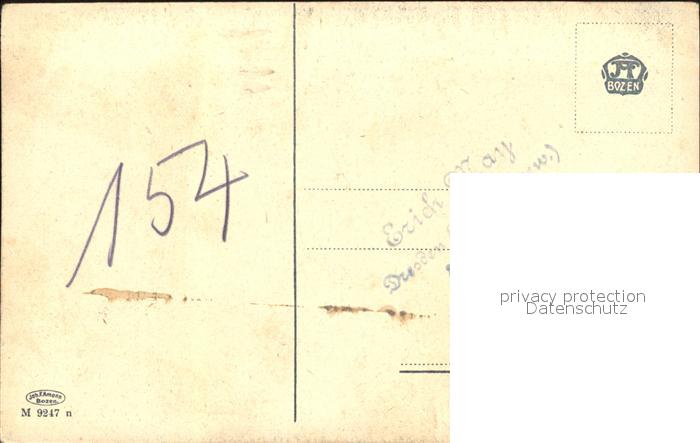 154
JFA
BOZEN
Erich May
Dresden
privacy protection
Datenschutz
Joh.F.Amonn
Bozen.
M 9247 n